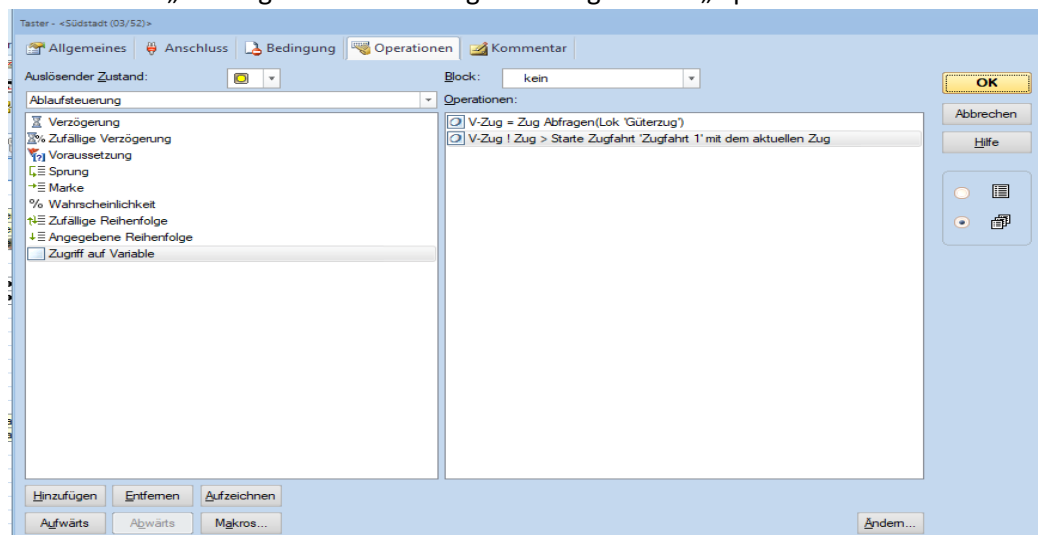 Taster - <Südstadt (03/52)>
Allgemeines Anschluss Bedingung Operationen Kommentar
Auslösender Zustand:
Block: kein
OK
Ablaufsteuerung
Operationen:
Abbrechen
Hilfe
Verzögerung
Zufällige Verzögerung
Voraussetzung
Sprung
Marke
% Wahrscheinlichkeit
Zufällige Reihenfolge
Angegebene Reihenfolge
Zugriff auf Variable
V-Zug = Zug Abfragen(Lok 'Güterzug')
V-Zug ! Zug > Starte Zugfahrt 'Zugfahrt 1' mit dem aktuellen Zug
Hinzufügen Entfernen Aufzeichnen
Aufwärts Abwärts Makros... Ändern...